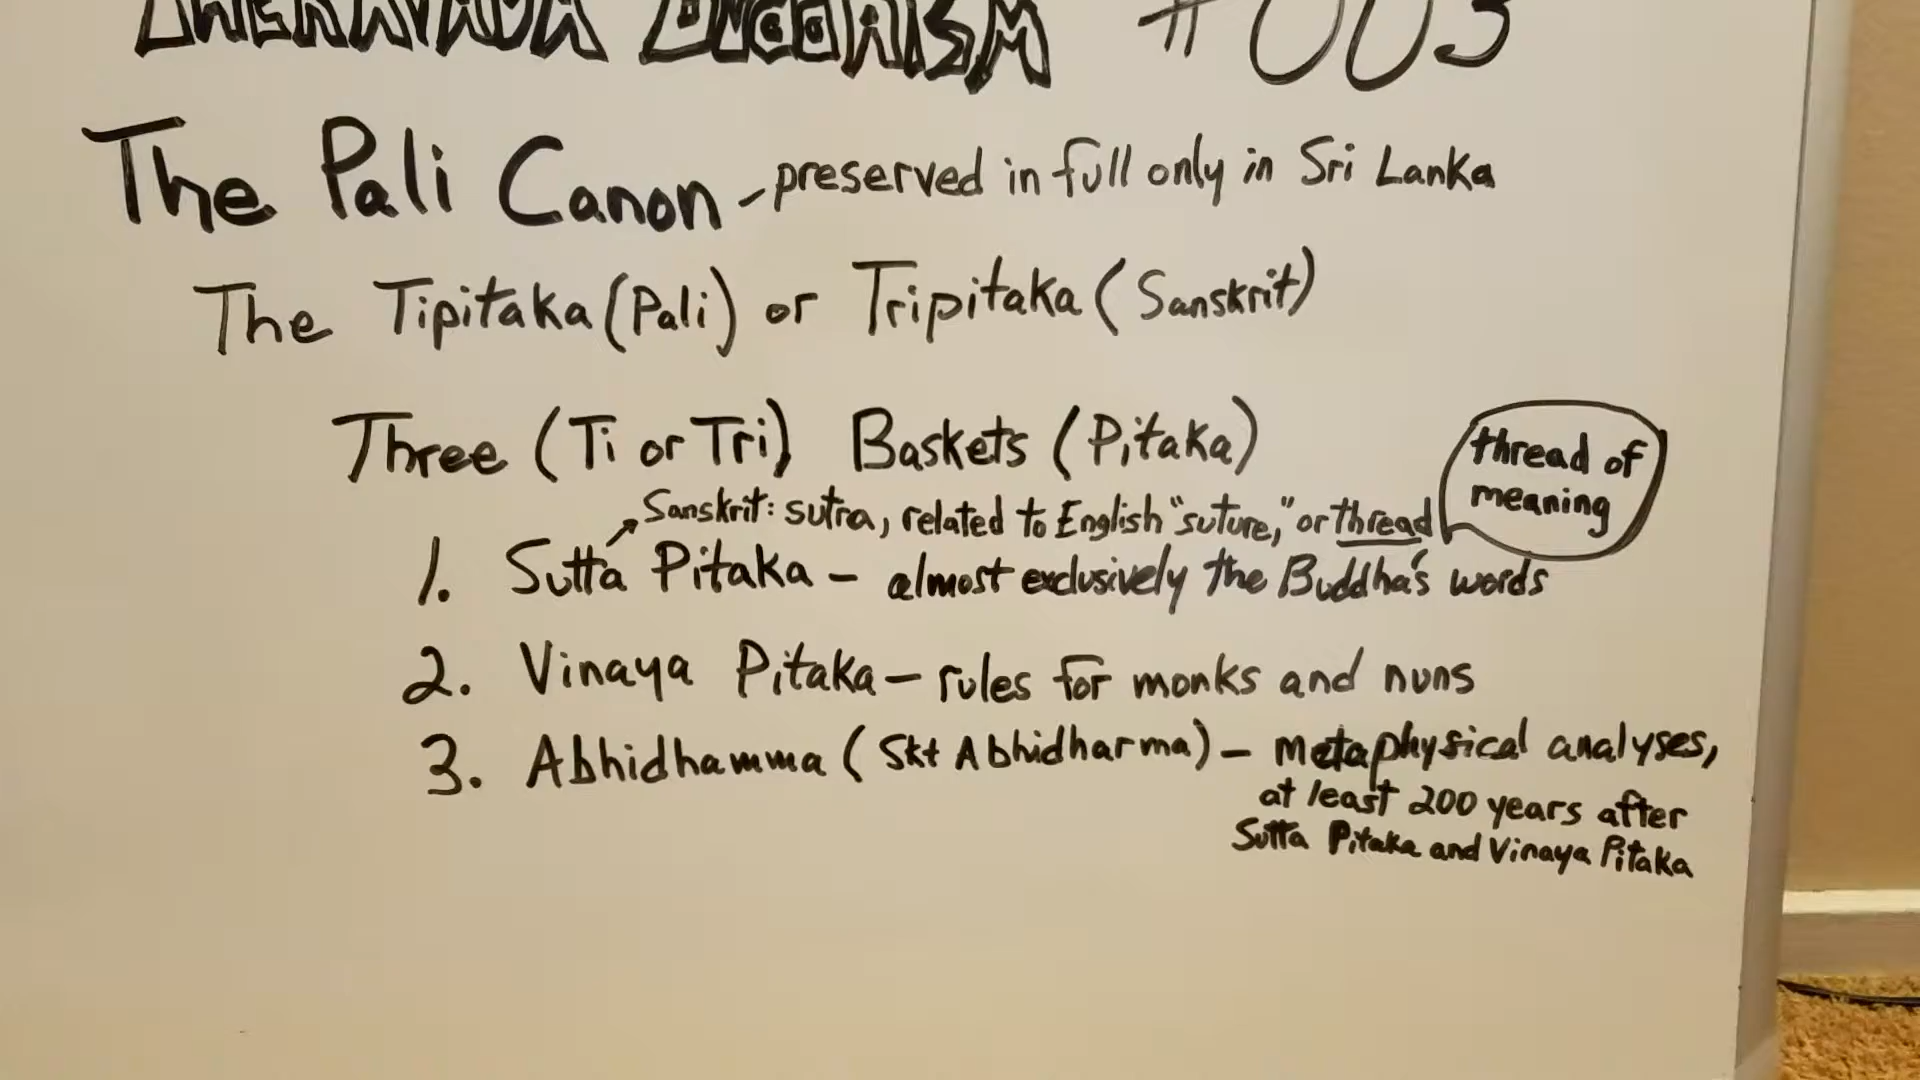 THERAVADA BUDDHISM #003
The Pali Canon - preserved in full only in Sri Lanka
The Tipitaka (Pali) or Tripitaka (Sanskrit)
Three (Ti or Tri) Baskets (Pitaka)
thread of
meaning
Sanskrit: sutra, related to English "suture," or thread
1. Sutta Pitaka - almost exclusively the Buddha's words
2. Vinaya Pitaka - rules for monks and nuns
3. Abhidhamma (Skt Abhidharma) - metaphysical analyses,
at least 200 years after
Sutta Pitaka and Vinaya Pitaka